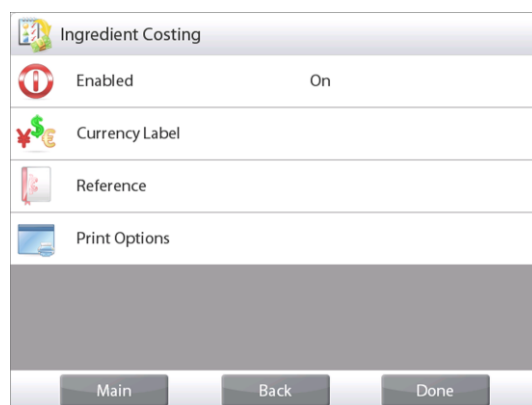 Ingredient Costing
Enabled On
Currency Label
Reference
Print Options
Main Back Done